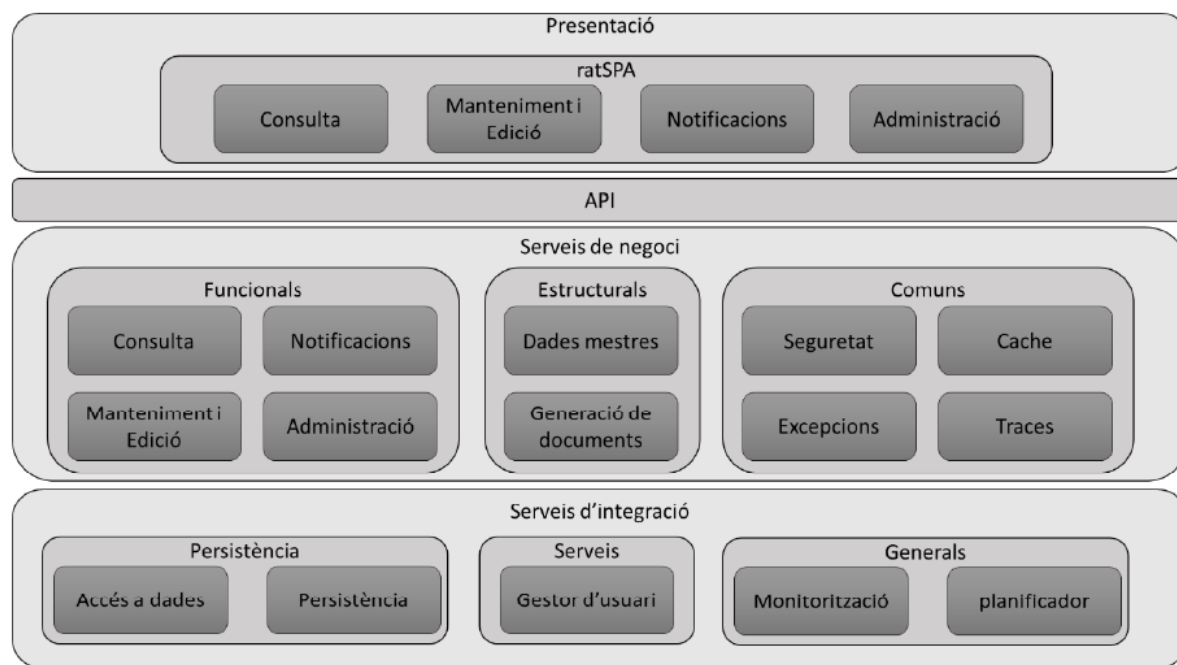 Presentació
ratSPA
Consulta
Manteniment i
Edició
Notificacions
Administració
API
Serveis de negoci
Funcionals
Consulta
Notificacions
Manteniment i
Edició
Administració
Estructurals
Dades mestres
Generació de
documents
Comuns
Seguretat
Cache
Excepcions
Traces
Serveis d'integració
Persistència
Accés a dades
Persistència
Serveis
Gestor d'usuari
Generals
Monitorització
planificador